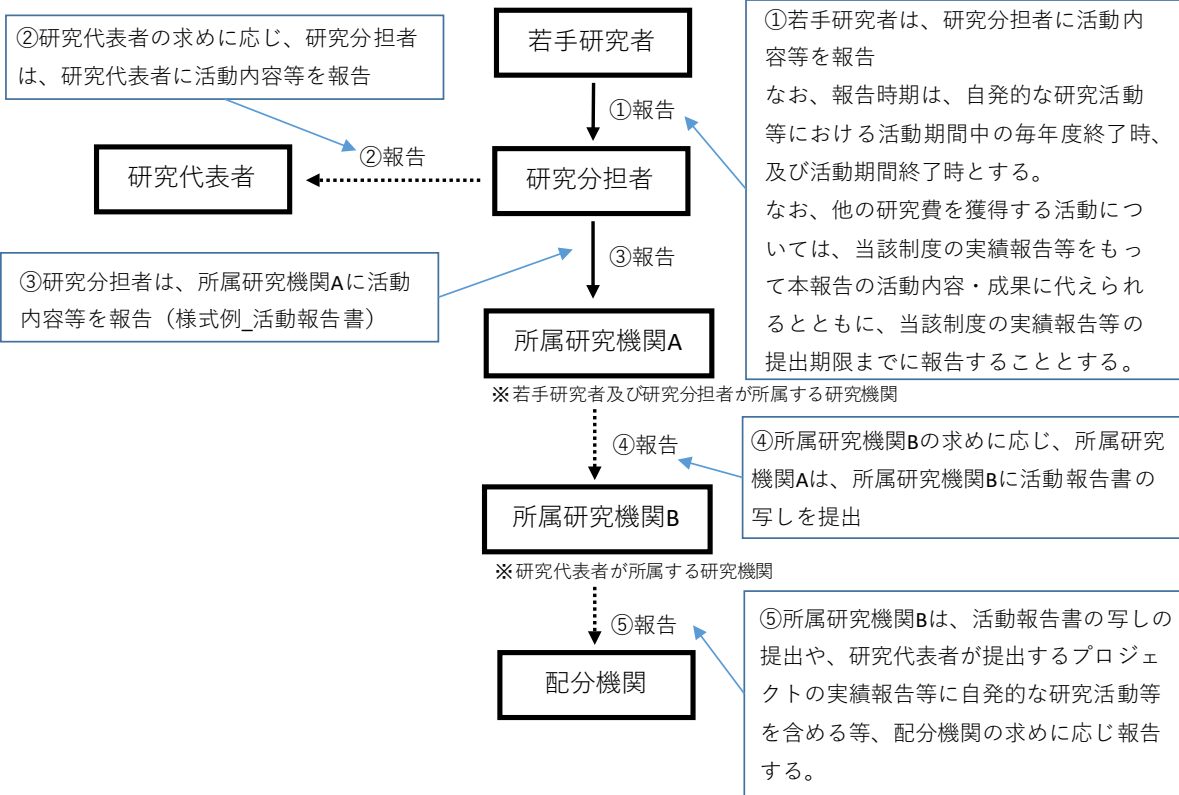 ②研究代表者の求めに応じ、研究分担者
は、研究代表者に活動内容等を報告
若手研究者
①若手研究者は、研究分担者に活動内
容等を報告
なお、報告時期は、自発的な研究活動
等における活動期間中の毎年度終了時、
及び活動期間終了時とする。
なお、他の研究費を獲得する活動につ
いては、当該制度の実績報告等をもっ
て本報告の活動内容・成果に代えられ
るとともに、当該制度の実績報告等の
提出期限までに報告することとする。
①報告
研究代表者
②報告
研究分担者
③研究分担者は、所属研究機関Aに活動
内容等を報告（様式例_活動報告書）
③報告
所属研究機関A
※若手研究者及び研究分担者が所属する研究機関
④報告
④所属研究機関Bの求めに応じ、所属研究
機関Aは、所属研究機関Bに活動報告書の
写しを提出
所属研究機関B
※研究代表者が所属する研究機関
⑤報告
⑤所属研究機関Bは、活動報告書の写しの
提出や、研究代表者が提出するプロジェ
クトの実績報告等に自発的な研究活動等
を含める等、配分機関の求めに応じ報告
する。
配分機関